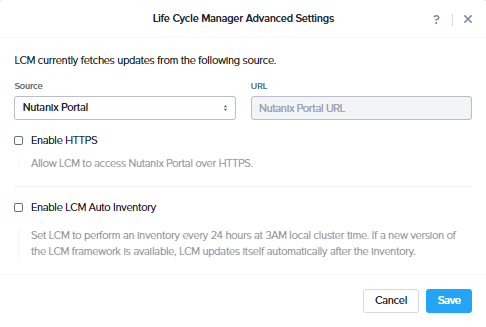 Life Cycle Manager Advanced Settings
?
LCM currently fetches updates from the following source.
Source
URL
Nutanix Portal
Nutanix Portal URL
Enable HTTPS
Allow LCM to access Nutanix Portal over HTTPS.
Enable LCM Auto Inventory
Set LCM to perform an inventory every 24 hours at 3AM local cluster time. If a new version of
the LCM framework is available, LCM updates itself automatically after the inventory.
Cancel
Save